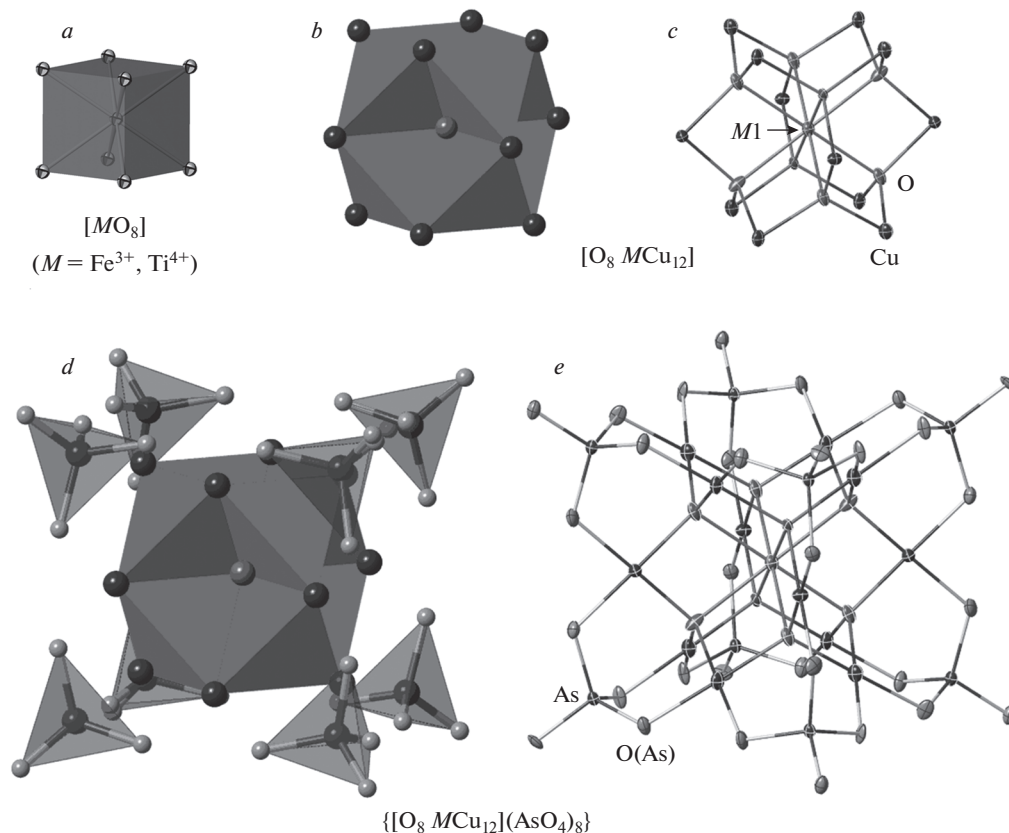 a
b
c
M1
O
Cu
[MO₈]
(M = Fe³⁺, Ti⁴⁺)
[O₈ MCu₁₂]
d
e
As
O(As)
{[O₈ MCu₁₂](AsO₄)₈}